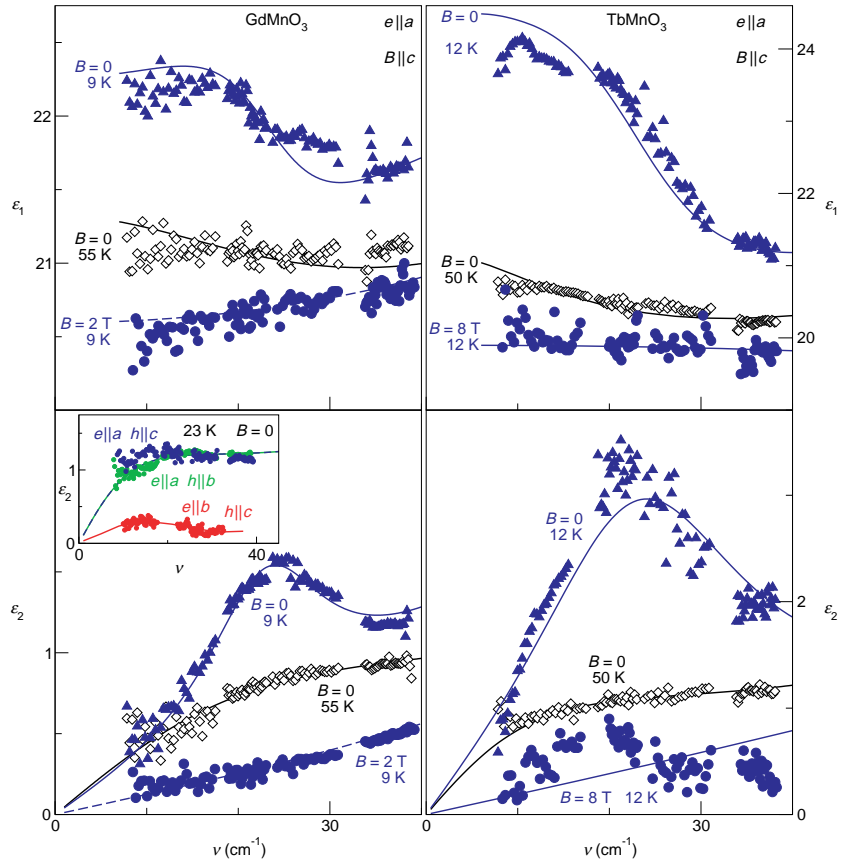 GdMnO₃
e||a
B||c
B = 0
9 K
22
ε₁
B = 0
55 K
21
B = 2 T
9 K
TbMnO₃
e||a
B||c
B = 0
12 K
24
22
ε₁
B = 0
50 K
20
B = 8 T
12 K
e||a h||c
23 K
B = 0
1
ε₂
e||a h||b
e||b h||c
0
0
40
ν
ε₂
B = 0
9 K
1
B = 0
55 K
B = 2 T
9 K
0
30
ν (cm⁻¹)
B = 0
12 K
2
ε₂
B = 0
50 K
B = 8 T 12 K
0
30
ν (cm⁻¹)